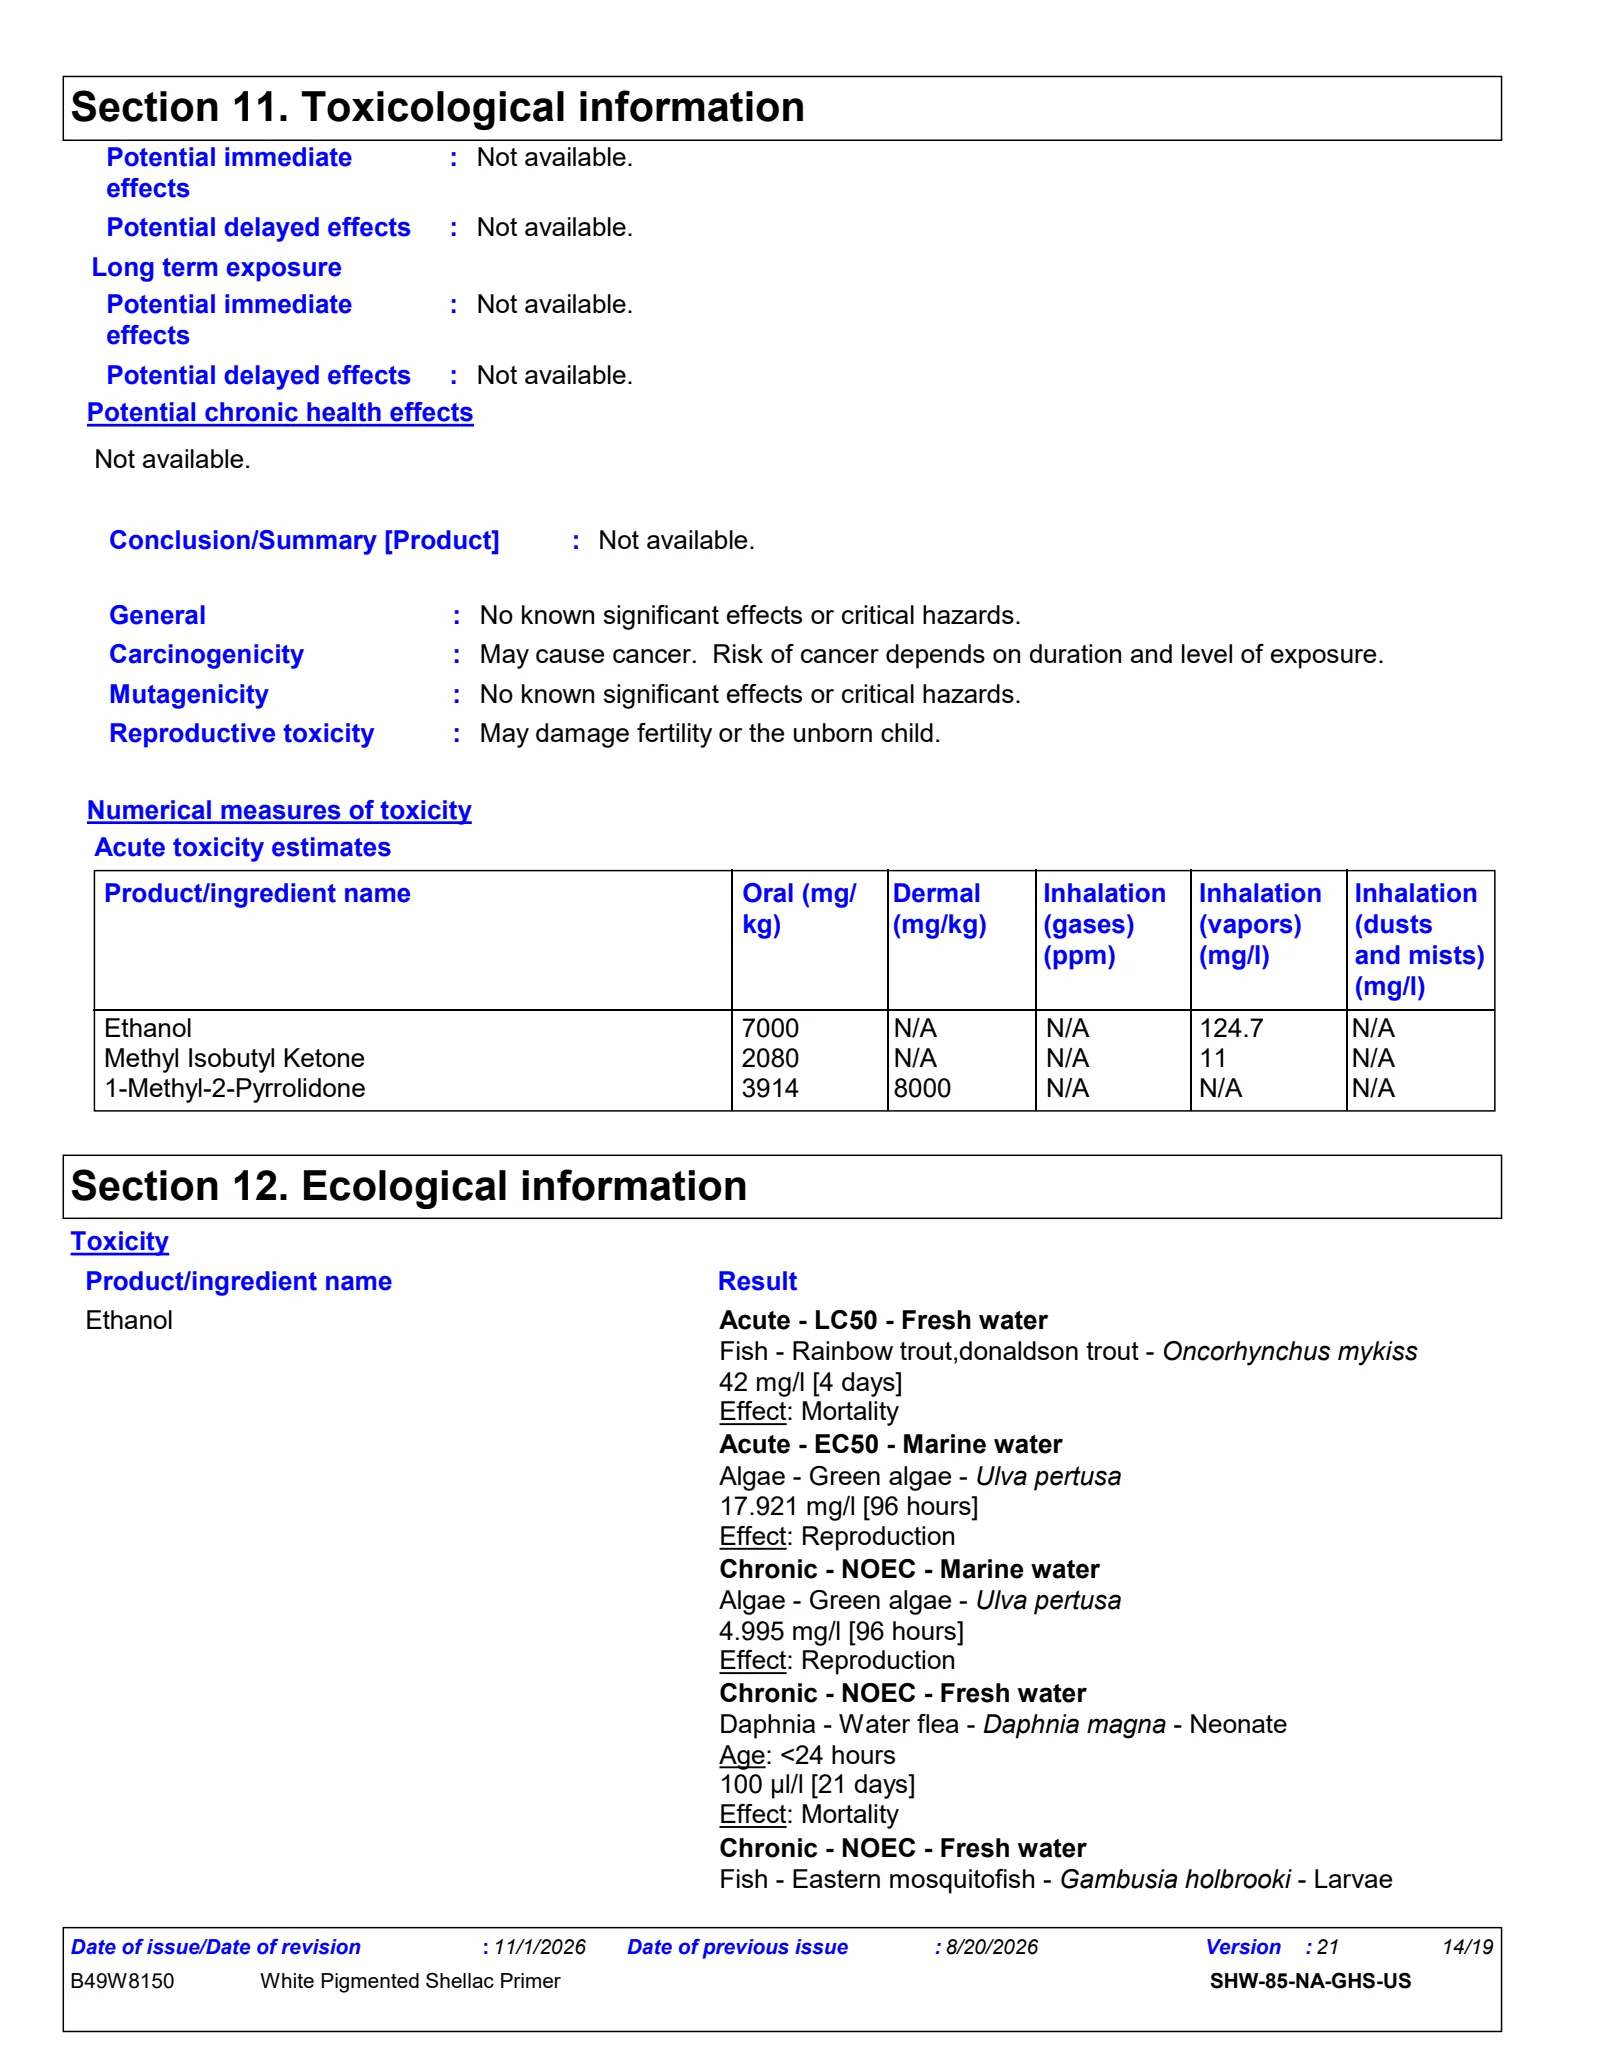 Section 11. Toxicological information
Potential immediate effects : Not available.
Potential delayed effects : Not available.
Long term exposure
Potential immediate effects : Not available.
Potential delayed effects : Not available.
Potential chronic health effects
Not available.
Conclusion/Summary [Product] : Not available.
General : No known significant effects or critical hazards.
Carcinogenicity : May cause cancer. Risk of cancer depends on duration and level of exposure.
Mutagenicity : No known significant effects or critical hazards.
Reproductive toxicity : May damage fertility or the unborn child.
Numerical measures of toxicity
Acute toxicity estimates
Product/ingredient name Oral (mg/kg) Dermal (mg/kg) Inhalation (gases) (ppm) Inhalation (vapors) (mg/l) Inhalation (dusts and mists) (mg/l)
Ethanol 7000 N/A N/A 124.7 N/A
Methyl Isobutyl Ketone 2080 N/A N/A 11 N/A
1-Methyl-2-Pyrrolidone 3914 8000 N/A N/A N/A
Section 12. Ecological information
Toxicity
Product/ingredient name Result
Ethanol Acute - LC50 - Fresh water
Fish - Rainbow trout,donaldson trout - Oncorhynchus mykiss
42 mg/l [4 days]
Effect: Mortality
Acute - EC50 - Marine water
Algae - Green algae - Ulva pertusa
17.921 mg/l [96 hours]
Effect: Reproduction
Chronic - NOEC - Marine water
Algae - Green algae - Ulva pertusa
4.995 mg/l [96 hours]
Effect: Reproduction
Chronic - NOEC - Fresh water
Daphnia - Water flea - Daphnia magna - Neonate
Age: <24 hours
100 µl/l [21 days]
Effect: Mortality
Chronic - NOEC - Fresh water
Fish - Eastern mosquitofish - Gambusia holbrooki - Larvae
Date of issue/Date of revision : 11/1/2026 Date of previous issue : 8/20/2026 Version : 21 14/19
B49W8150 White Pigmented Shellac Primer SHW-85-NA-GHS-US